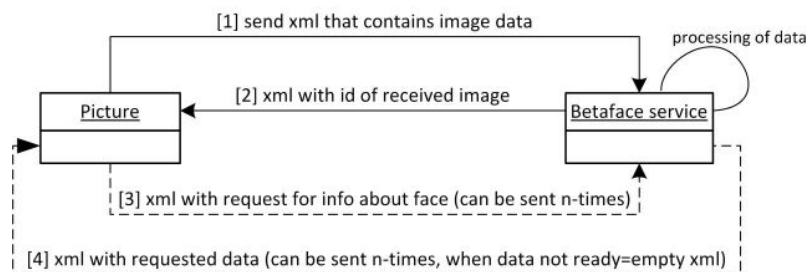 [1] send xml that contains image data
processing of data
[2] xml with id of received image
Picture
Betaface service
[3] xml with request for info about face (can be sent n-times)
[4] xml with requested data (can be sent n-times, when data not ready=empty xml)